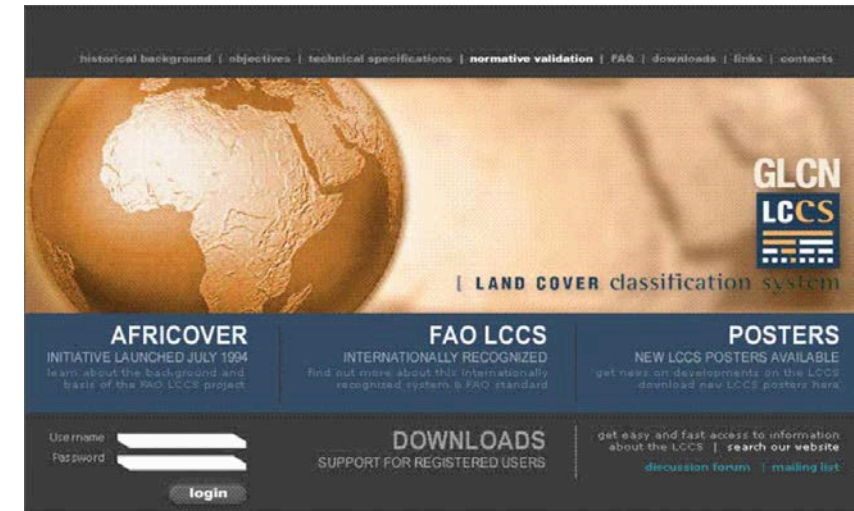 historical background | objectives | technical specifications | normative validation | FAQ | downloads | links | contacts
GLCN
LCCS
[ LAND COVER classification system
AFRICOVER
INITIATIVE LAUNCHED JULY 1994
learn about the background and
basis of the FAO LCCS project
FAO LCCS
INTERNATIONALLY RECOGNIZED
find out more about this internationally
recognized system & FAO standard
POSTERS
NEW LCCS POSTERS AVAILABLE
get news on developments on the LCCS
download new LCCS posters here
Username
Password
login
DOWNLOADS
SUPPORT FOR REGISTERED USERS
get easy and fast access to information
about the LCCS | search our website
discussion forum | mailing list